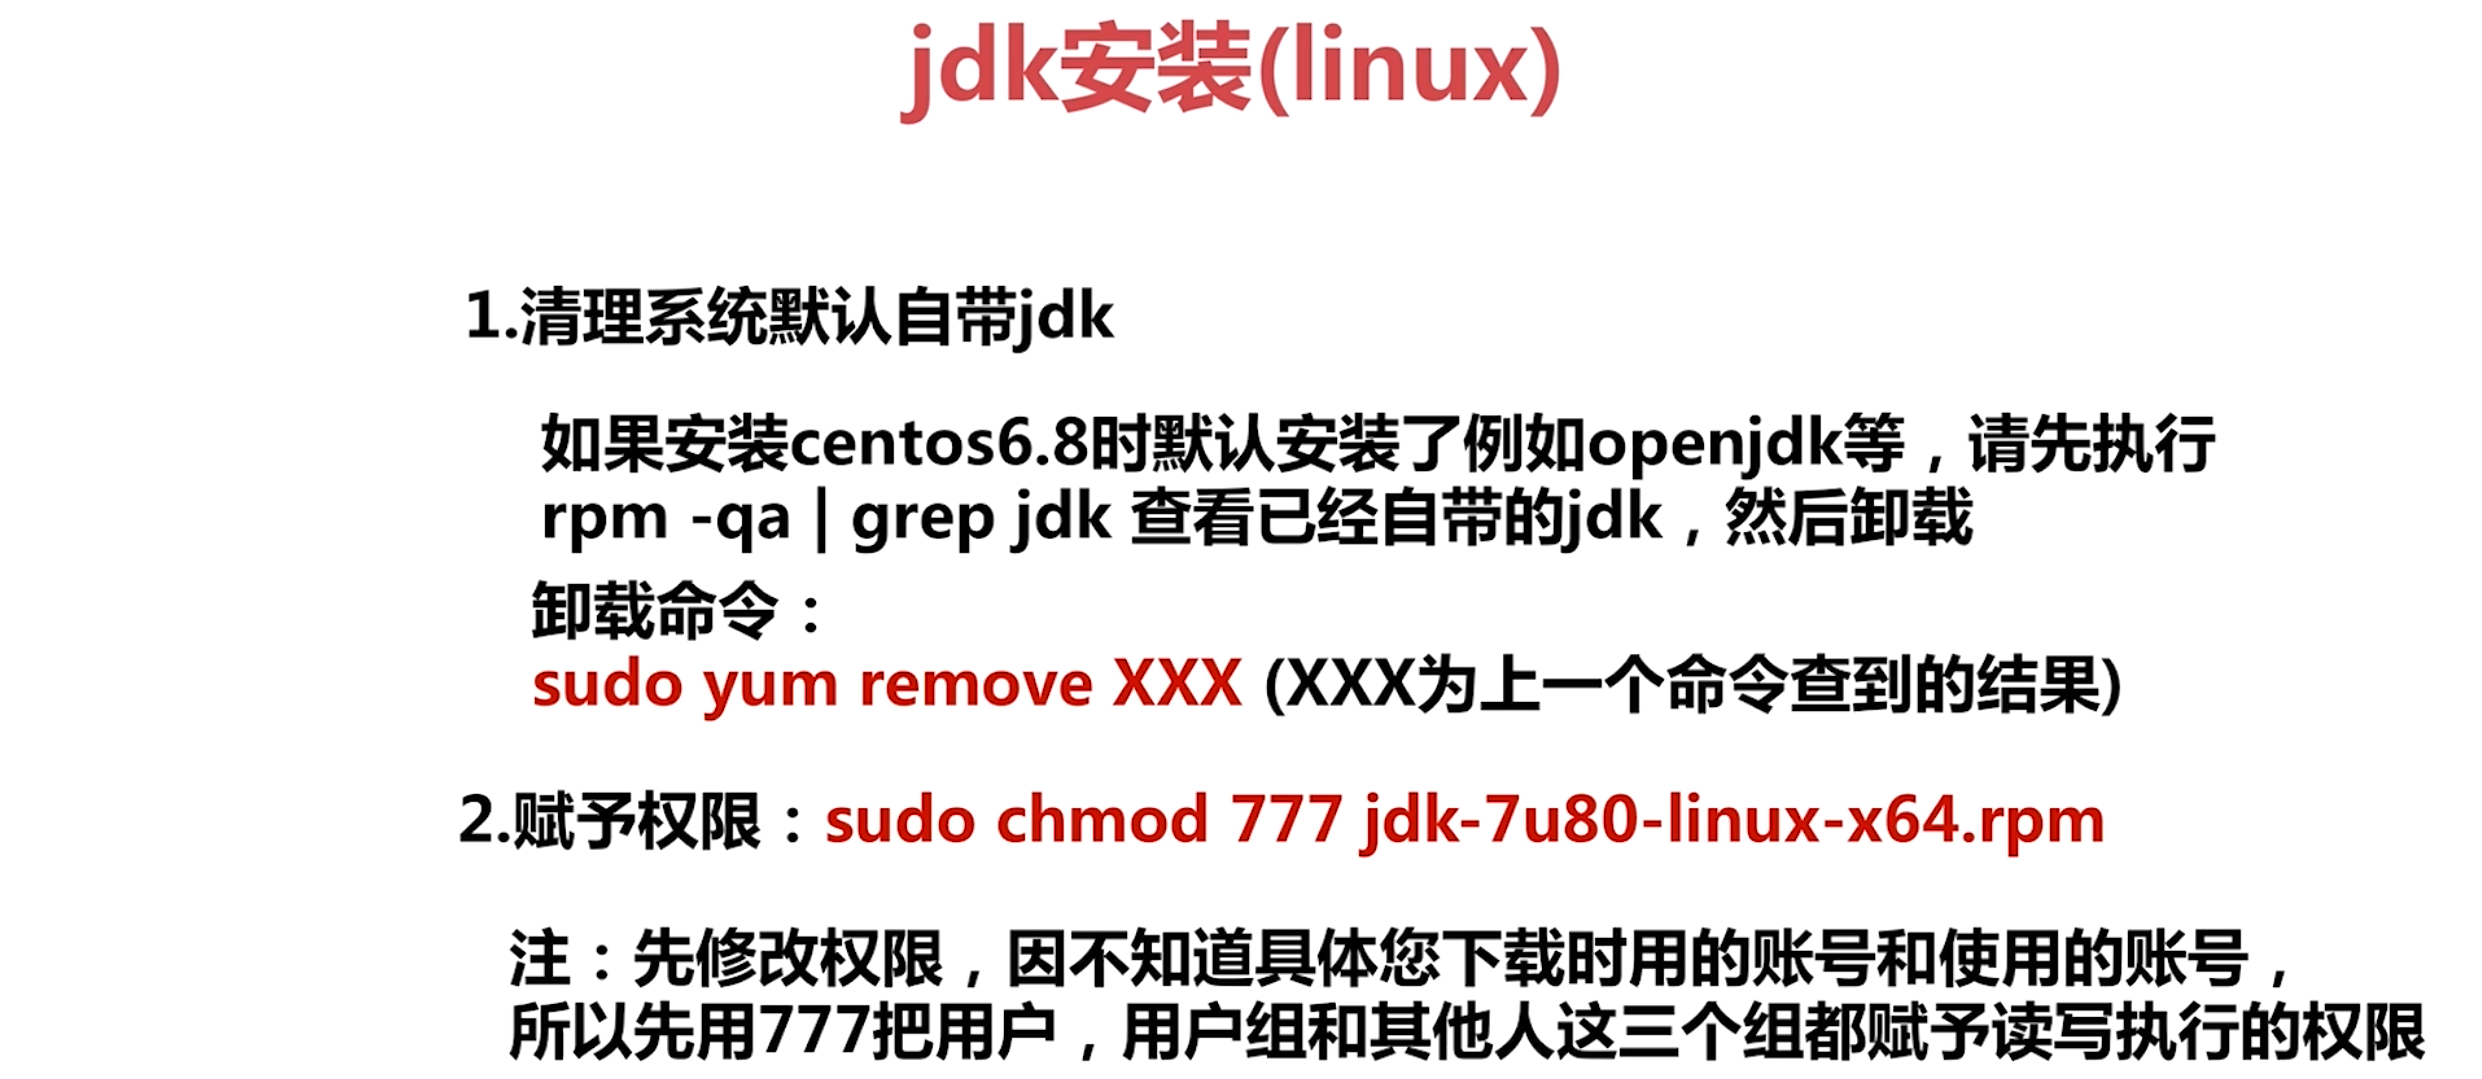 jdk安装(linux)
1.清理系统默认自带jdk
如果安装centos6.8时默认安装了例如openjdk等，请先执行
rpm -qa | grep jdk 查看已经自带的jdk，然后卸载
卸载命令：
sudo yum remove XXX (XXX为上一个命令查到的结果)
2.赋予权限：sudo chmod 777 jdk-7u80-linux-x64.rpm
注：先修改权限，因不知道具体您下载时用的账号和使用的账号，
所以先用777把用户，用户组和其他人这三个组都赋予读写执行的权限